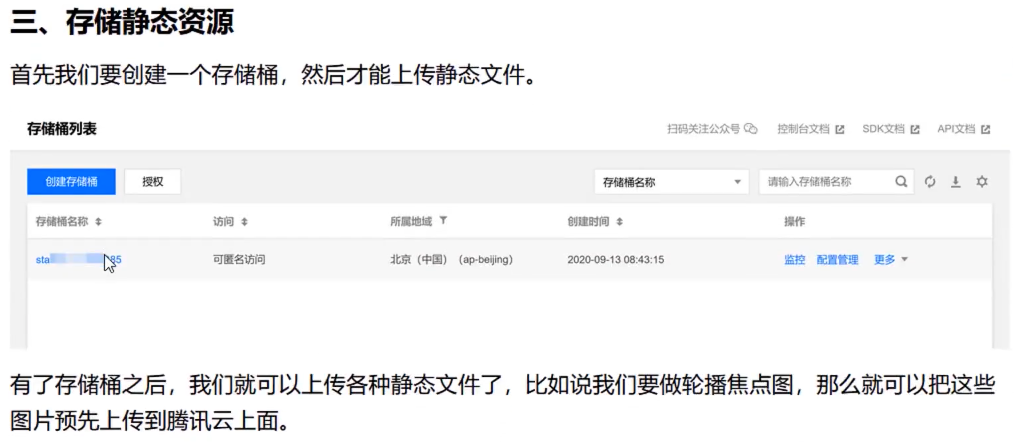 三、存储静态资源
首先我们要创建一个存储桶，然后才能上传静态文件。
存储桶列表 扫码关注公众号 控制台文档 SDK文档 API文档
创建存储桶 授权 存储桶名称 请输入存储桶名称
存储桶名称 访问 所属地域 创建时间 操作
sta 85 可匿名访问 北京（中国）（ap-beijing） 2020-09-13 08:43:15 监控 配置管理 更多
有了存储桶之后，我们就可以上传各种静态文件了，比如说我们要做轮播焦点图，那么就可以把这些
图片预先上传到腾讯云上面。